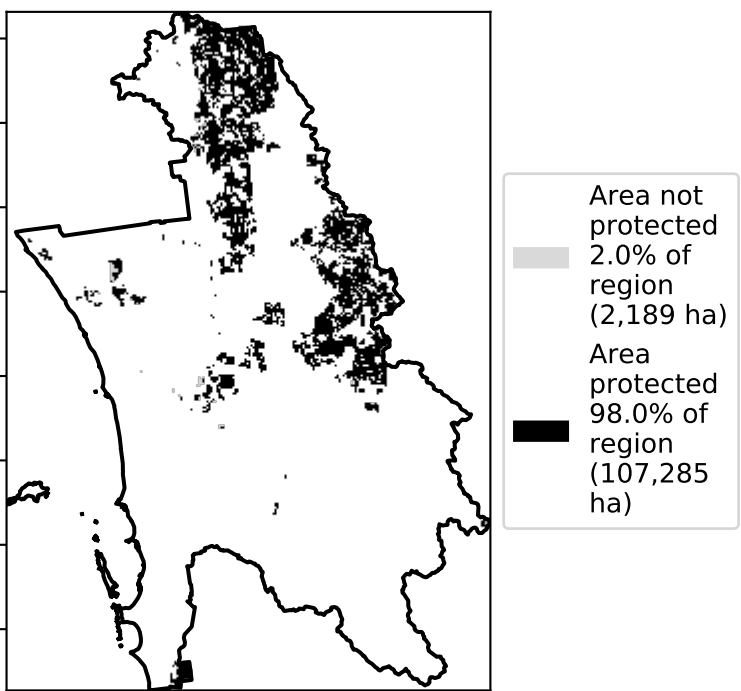 Area not
protected
2.0% of
region
(2,189 ha)
Area
protected
98.0% of
region
(107,285
ha)